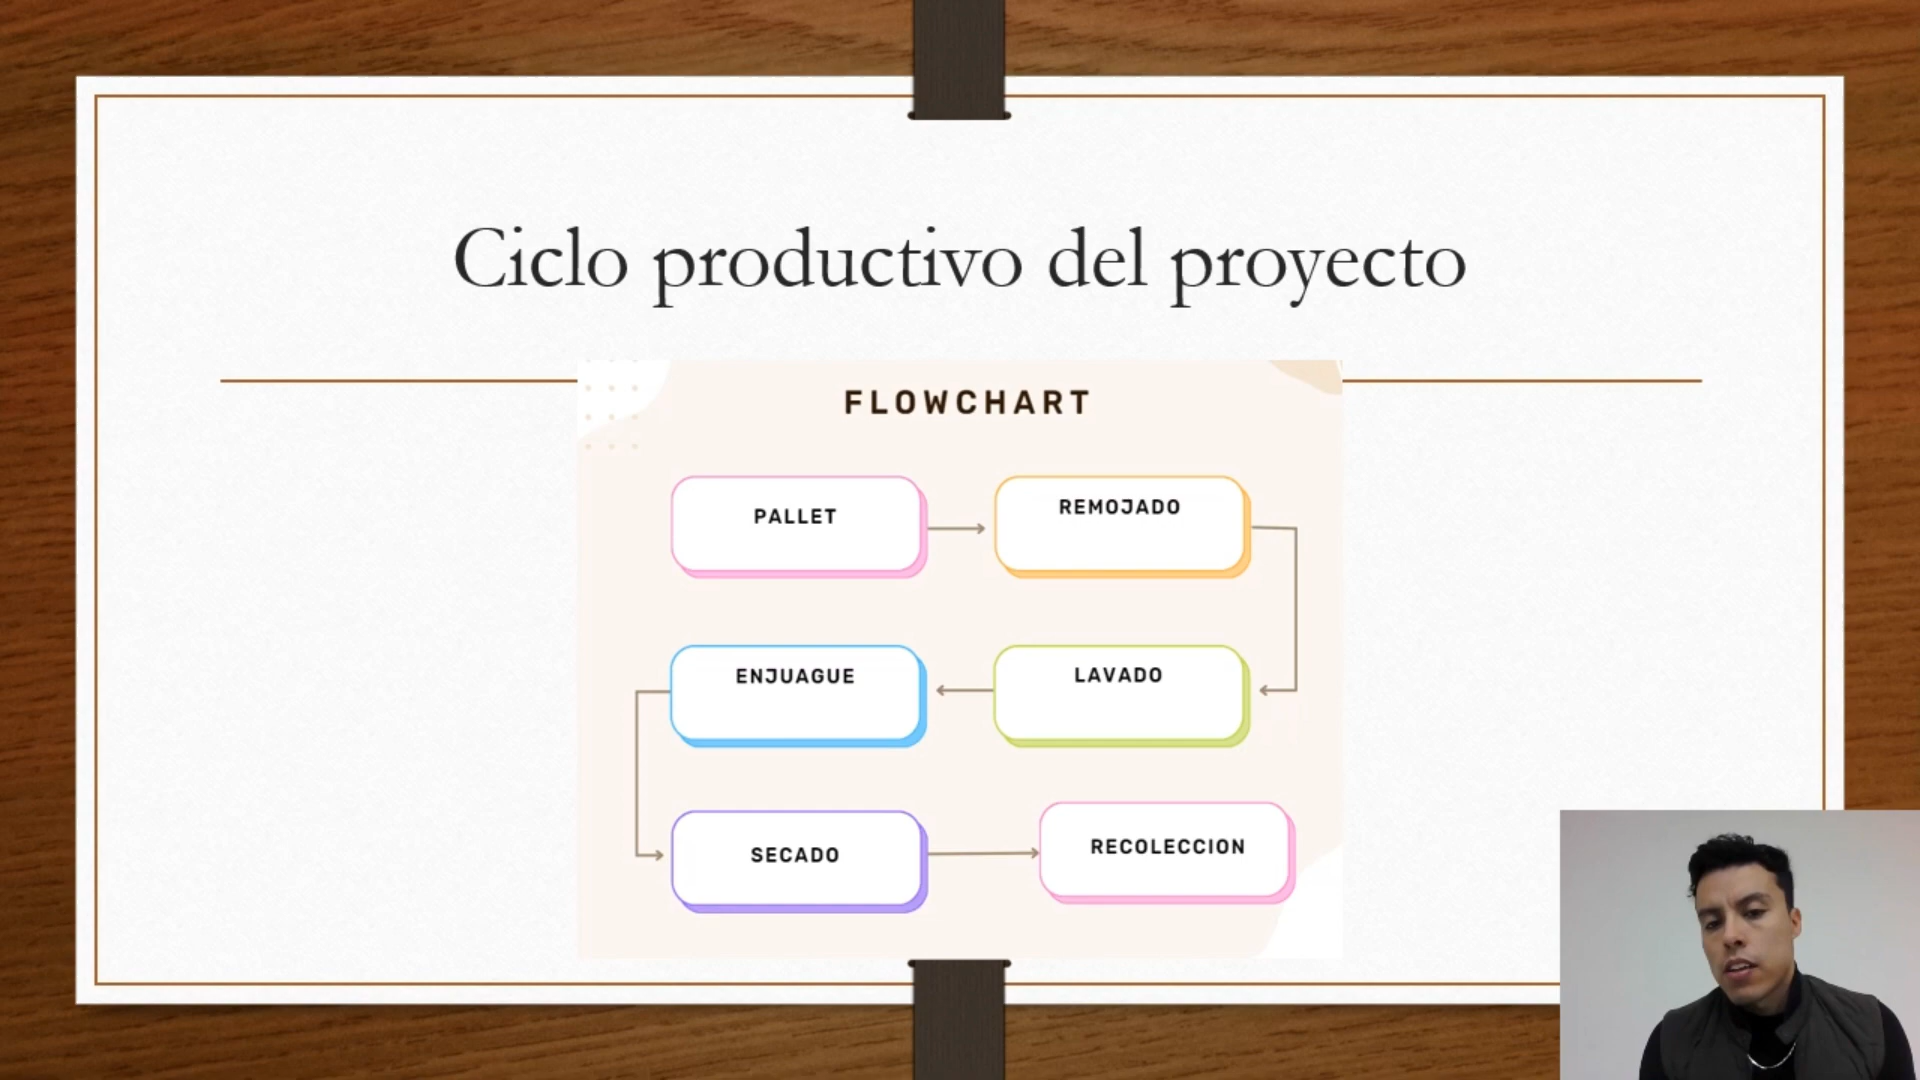 Ciclo productivo del proyecto
FLOWCHART
PALLET
REMOJADO
ENJUAGUE
LAVADO
SECADO
RECOLECCION